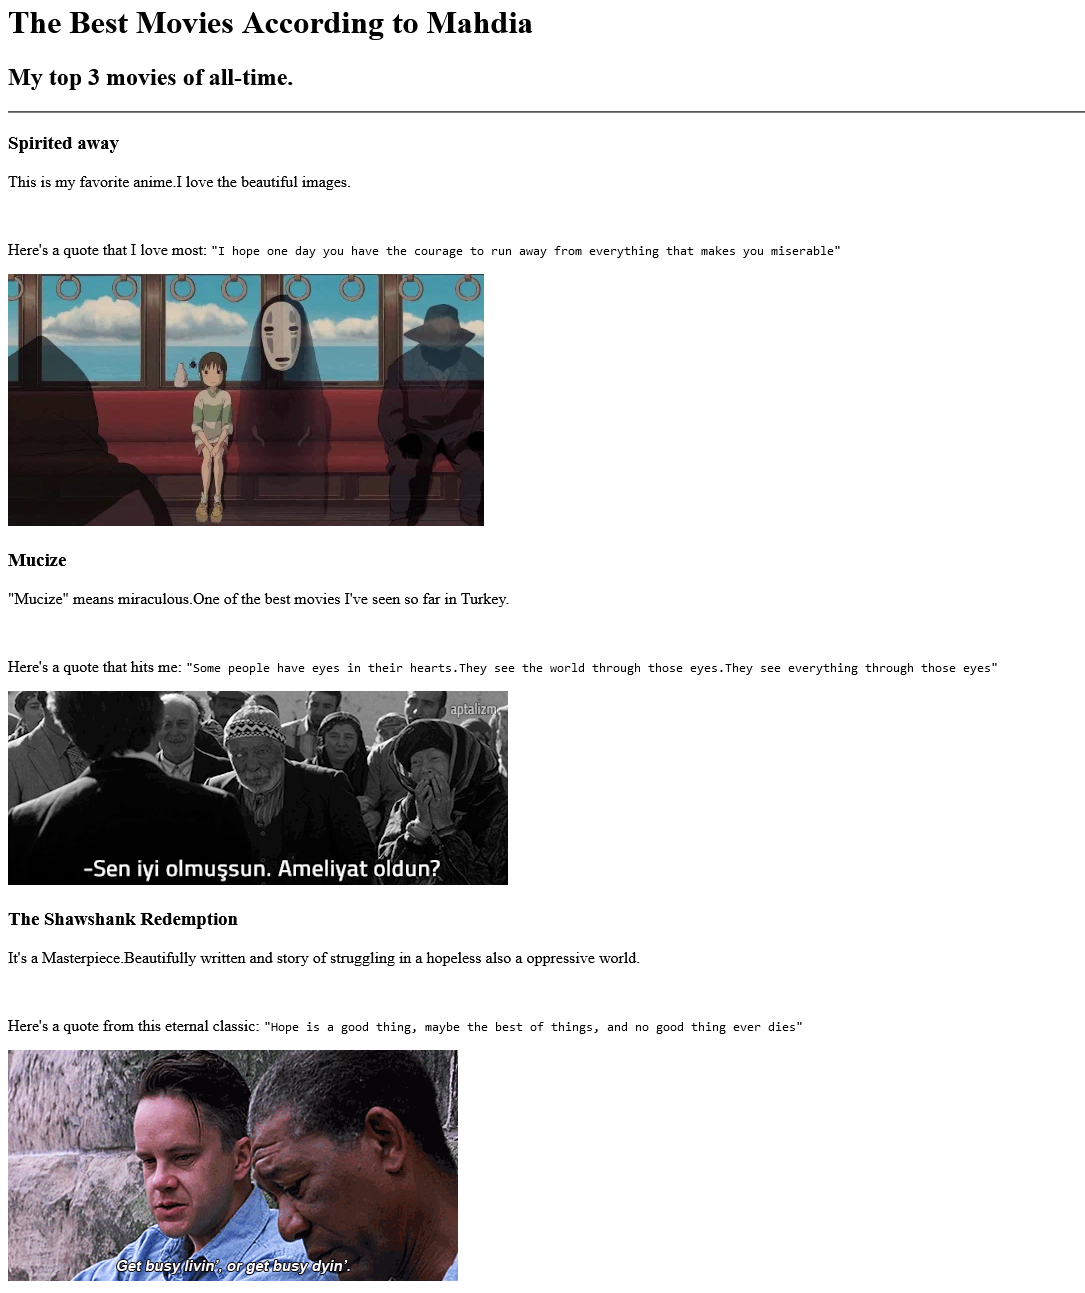 The Best Movies According to Mahdia
My top 3 movies of all-time.
Spirited away
This is my favorite anime.I love the beautiful images.
Here's a quote that I love most: "I hope one day you have the courage to run away from everything that makes you miserable"
Mucize
"Mucize" means miraculous.One of the best movies I've seen so far in Turkey.
Here's a quote that hits me: "Some people have eyes in their hearts.They see the world through those eyes.They see everything through those eyes"
aptalizm
-Sen iyi olmuşsun. Ameliyat oldun?
The Shawshank Redemption
It's a Masterpiece.Beautifully written and story of struggling in a hopeless also a oppressive world.
Here's a quote from this eternal classic: "Hope is a good thing, maybe the best of things, and no good thing ever dies"
Get busy livin', or get busy dyin'.